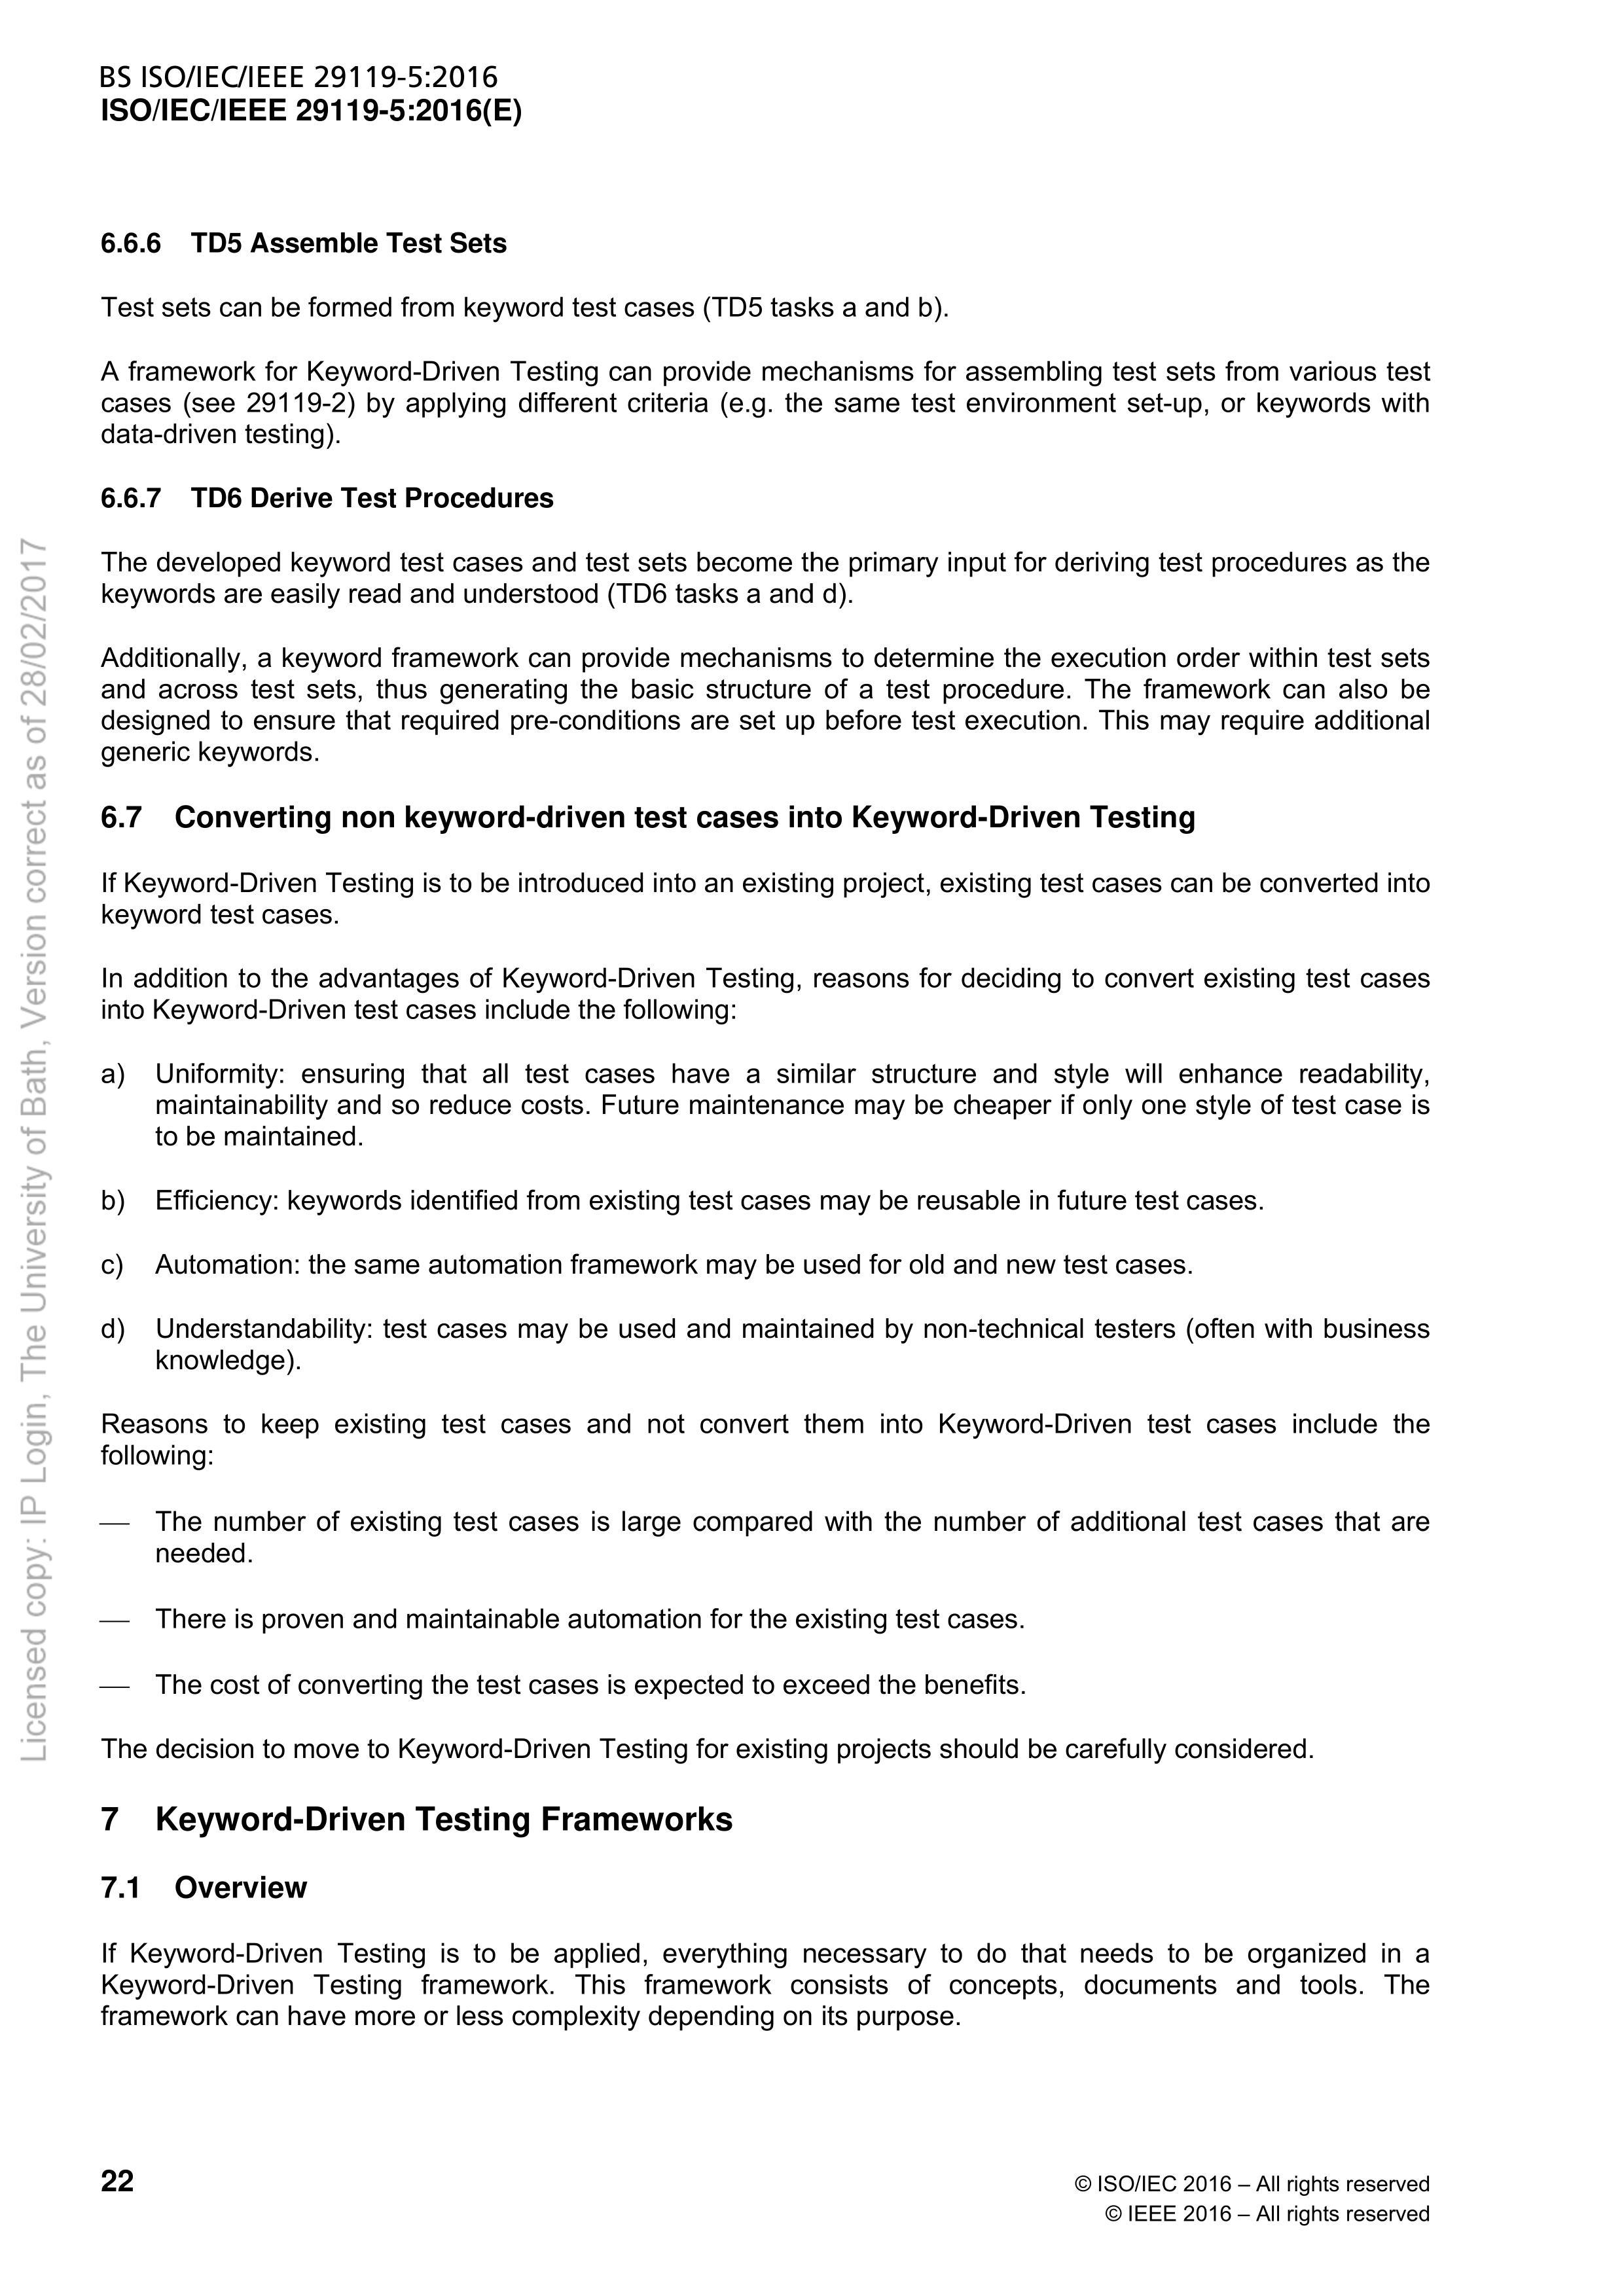 BS ISO/IEC/IEEE 29119-5:2016
ISO/IEC/IEEE 29119-5:2016(E)
6.6.6 TD5 Assemble Test Sets
Test sets can be formed from keyword test cases (TD5 tasks a and b).
A framework for Keyword-Driven Testing can provide mechanisms for assembling test sets from various test
cases (see 29119-2) by applying different criteria (e.g. the same test environment set-up, or keywords with
data-driven testing).
6.6.7 TD6 Derive Test Procedures
The developed keyword test cases and test sets become the primary input for deriving test procedures as the
keywords are easily read and understood (TD6 tasks a and d).
Additionally, a keyword framework can provide mechanisms to determine the execution order within test sets
and across test sets, thus generating the basic structure of a test procedure. The framework can also be
designed to ensure that required pre-conditions are set up before test execution. This may require additional
generic keywords.
6.7 Converting non keyword-driven test cases into Keyword-Driven Testing
If Keyword-Driven Testing is to be introduced into an existing project, existing test cases can be converted into
keyword test cases.
In addition to the advantages of Keyword-Driven Testing, reasons for deciding to convert existing test cases
into Keyword-Driven test cases include the following:
a) Uniformity: ensuring that all test cases have a similar structure and style will enhance readability,
maintainability and so reduce costs. Future maintenance may be cheaper if only one style of test case is
to be maintained.
b) Efficiency: keywords identified from existing test cases may be reusable in future test cases.
c) Automation: the same automation framework may be used for old and new test cases.
d) Understandability: test cases may be used and maintained by non-technical testers (often with business
knowledge).
Reasons to keep existing test cases and not convert them into Keyword-Driven test cases include the
following:
— The number of existing test cases is large compared with the number of additional test cases that are
needed.
— There is proven and maintainable automation for the existing test cases.
— The cost of converting the test cases is expected to exceed the benefits.
The decision to move to Keyword-Driven Testing for existing projects should be carefully considered.
7 Keyword-Driven Testing Frameworks
7.1 Overview
If Keyword-Driven Testing is to be applied, everything necessary to do that needs to be organized in a
Keyword-Driven Testing framework. This framework consists of concepts, documents and tools. The
framework can have more or less complexity depending on its purpose.
22
© ISO/IEC 2016 – All rights reserved
© IEEE 2016 – All rights reserved
Licensed copy: IP Login, The University of Bath, Version correct as of 28/02/2017